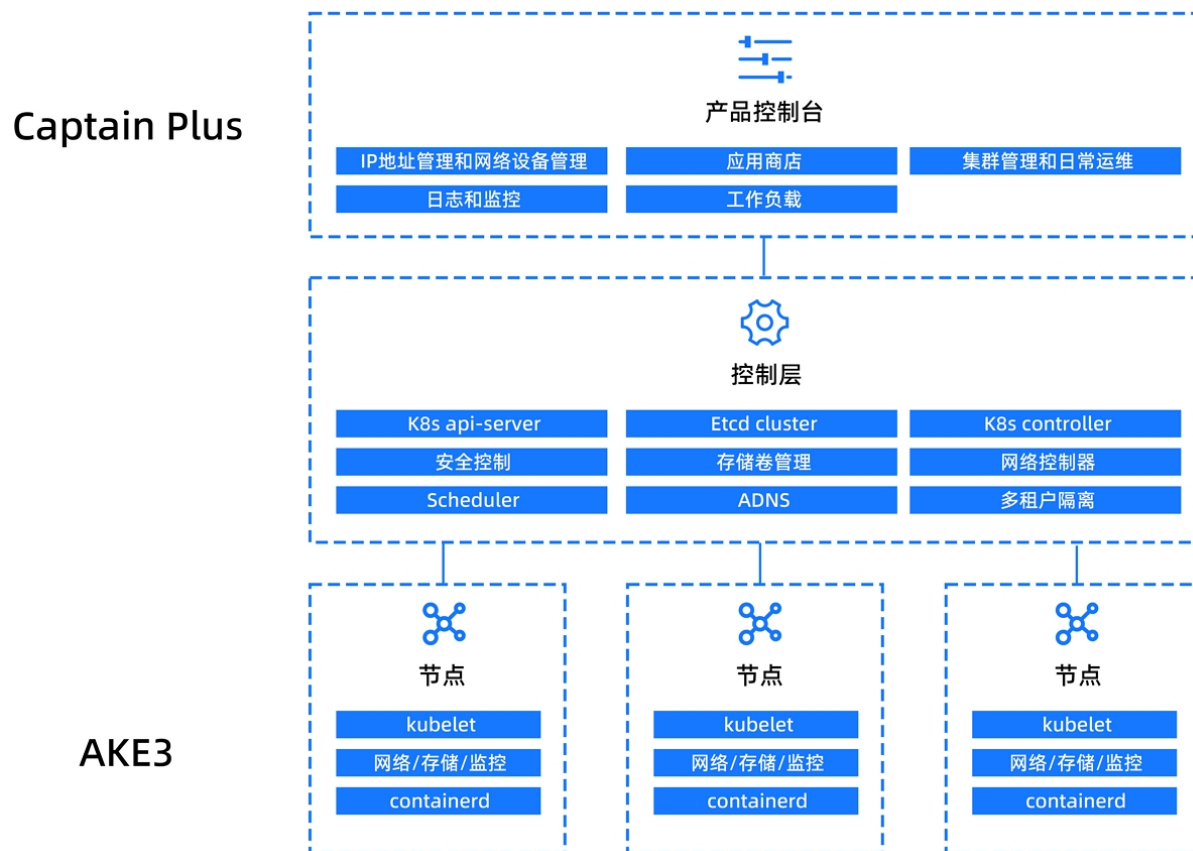 Captain Plus
产品控制台
IP地址管理和网络设备管理
应用商店
集群管理和日常运维
日志和监控
工作负载
控制层
K8s api-server
Etcd cluster
K8s controller
安全控制
存储卷管理
网络控制器
Scheduler
ADNS
多租户隔离
AKE3
节点
kubelet
网络/存储/监控
containerd
节点
kubelet
网络/存储/监控
containerd
节点
kubelet
网络/存储/监控
containerd